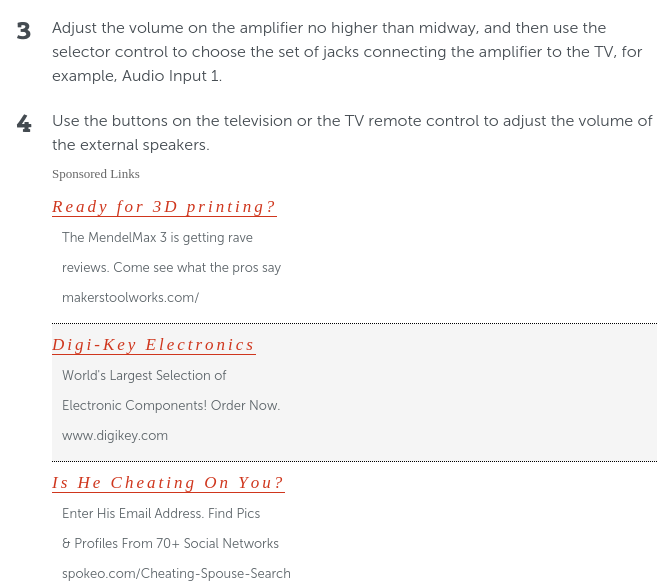 3 Adjust the volume on the amplifier no higher than midway, and then use the
selector control to choose the set of jacks connecting the amplifier to the TV, for
example, Audio Input 1.
4 Use the buttons on the television or the TV remote control to adjust the volume of
the external speakers.
Sponsored Links
Ready for 3D printing?
The MendelMax 3 is getting rave
reviews. Come see what the pros say
makerstoolworks.com/
Digi-Key Electronics
World's Largest Selection of
Electronic Components! Order Now.
www.digikey.com
Is He Cheating On You?
Enter His Email Address. Find Pics
& Profiles From 70+ Social Networks
spokeo.com/Cheating-Spouse-Search